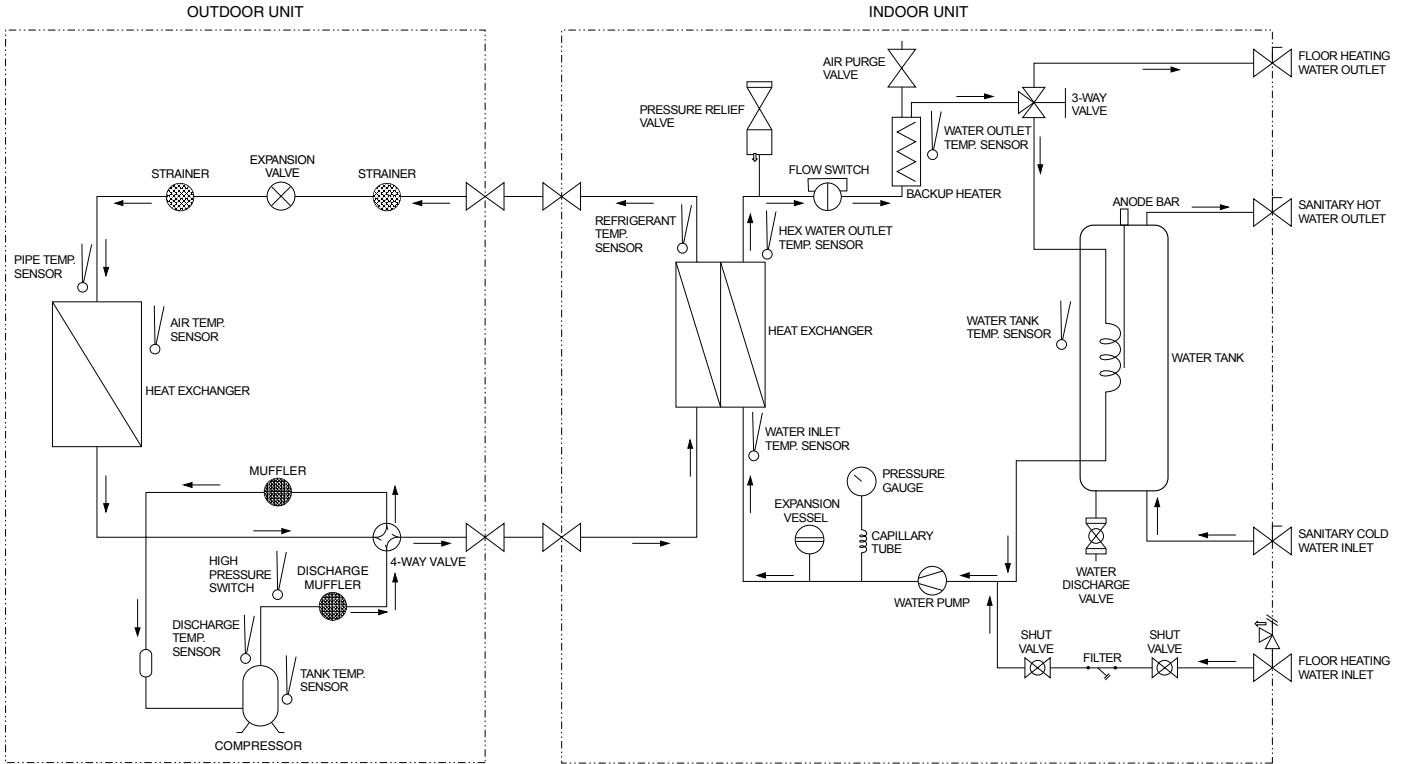 OUTDOOR UNIT
INDOOR UNIT
FLOOR HEATING
WATER OUTLET
AIR PURGE
VALVE
3-WAY
VALVE
PRESSURE RELIEF
VALVE
WATER OUTLET
TEMP. SENSOR
STRAINER
EXPANSION
VALVE
STRAINER
FLOW SWITCH
BACKUP HEATER
ANODE BAR
SANITARY HOT
WATER OUTLET
REFRIGERANT
TEMP.
SENSOR
HEX WATER OUTLET
TEMP. SENSOR
PIPE TEMP.
SENSOR
AIR TEMP.
SENSOR
HEAT EXCHANGER
WATER TANK
TEMP. SENSOR
HEAT EXCHANGER
WATER TANK
WATER INLET
TEMP. SENSOR
MUFFLER
PRESSURE
GAUGE
EXPANSION
VESSEL
CAPILLARY
TUBE
SANITARY COLD
WATER INLET
4-WAY VALVE
HIGH
PRESSURE
SWITCH
DISCHARGE
MUFFLER
WATER
DISCHARGE
VALVE
WATER PUMP
DISCHARGE
TEMP.
SENSOR
TANK TEMP.
SENSOR
SHUT
VALVE
FILTER
SHUT
VALVE
FLOOR HEATING
WATER INLET
COMPRESSOR